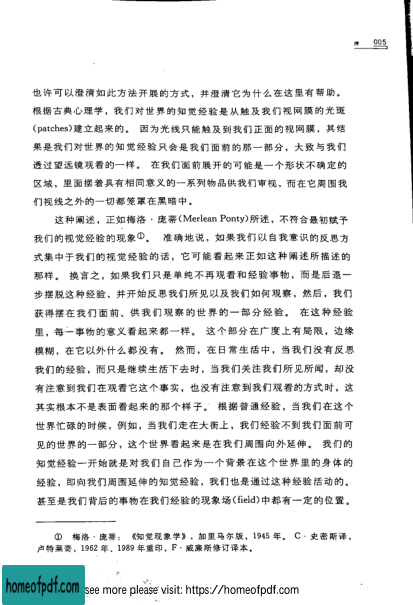 序 005
也许可以澄清如此方法开展的方式，并澄清它为什么在这里有帮助。
根据古典心理学，我们对世界的知觉经验是从触及我们视网膜的光斑
(patches)建立起来的。 因为光线只能触及到我们正面的视网膜，其结
果是我们对世界的知觉经验只会是我们面前的那一部分，大致与我们
透过望远镜观看的一样。 在我们面前展开的可能是一个形状不确定的
区域，里面摆着具有相同意义的一系列物品供我们审视，而在它周围我
们视线之外的一切都笼罩在黑暗中。
这种阐述，正如梅洛·庞蒂(Merlean Ponty)所述，不符合最初赋予
我们的视觉经验的现象①。 准确地说，如果我们以自我意识的反思方
式集中于我们的视觉经验的话，它可能看起来正如这种阐述所描述的
那样。 换言之，如果我们只是单纯不再观看和经验事物，而是后退一
步摆脱这种经验，并开始反思我们所见以及我们如何观察，然后，我们
获得摆在我们面前、供我们观察的世界的一部分经验。 在这种经验
里，每一事物的意义看起来都一样。 这个部分在广度上有局限，边缘
模糊，在它以外什么都没有。 然而，在日常生活中，当我们没有反思
我们的经验，而只是继续生活下去时，当我们关注我们所见所闻，却没
有注意到我们在观看它这个事实，也没有注意到我们观看的方式时，这
其实根本不是表面看起来的那个样子。 根据普通经验，当我们在这个
世界忙碌的时候，例如，当我们走在大街上，我们经验不到我们面前可
见的世界的一部分，这个世界看起来是在我们周围向外延伸。 我们的
知觉经验一开始就是对我们自己作为一个背景在这个世界里的身体的
经验，即向我们周围延伸的知觉经验，我们也是通过这种经验活动的。
甚至是我们背后的事物在我们经验的现象场(field)中都有一定的位置。
① 梅洛·庞蒂：《知觉现象学》，加里马尔版，1945 年。 C·史密斯译，
卢特莱奇，1962 年、1989 年重印，F·威廉斯修订译本。
homeofpdf.com
see more please visit: https://homeofpdf.com